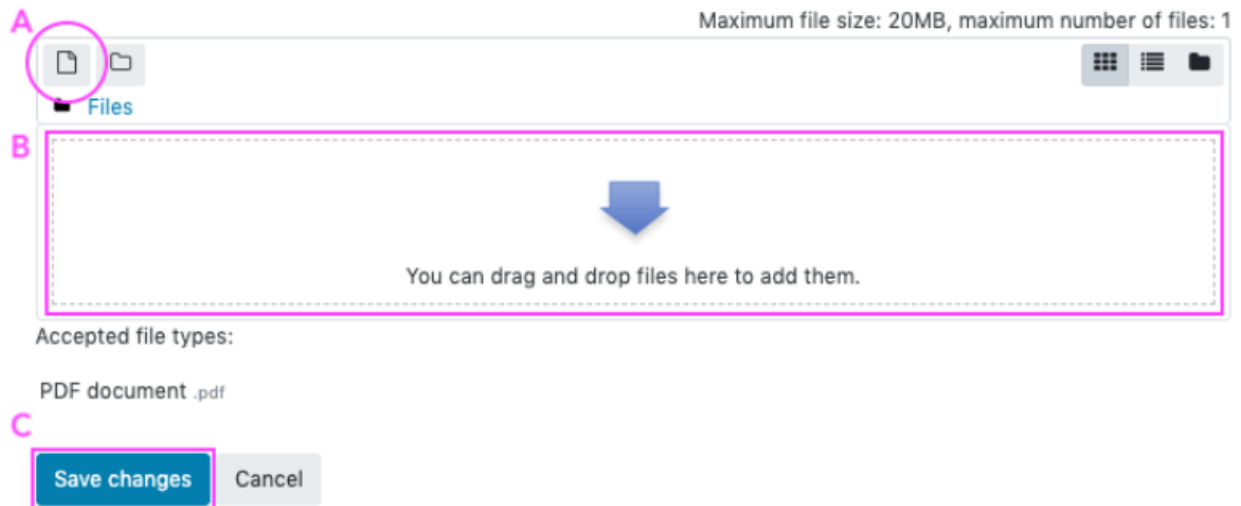 A
Maximum file size: 20MB, maximum number of files: 1
Files
B
You can drag and drop files here to add them.
Accepted file types:
PDF document .pdf
C
Save changes Cancel